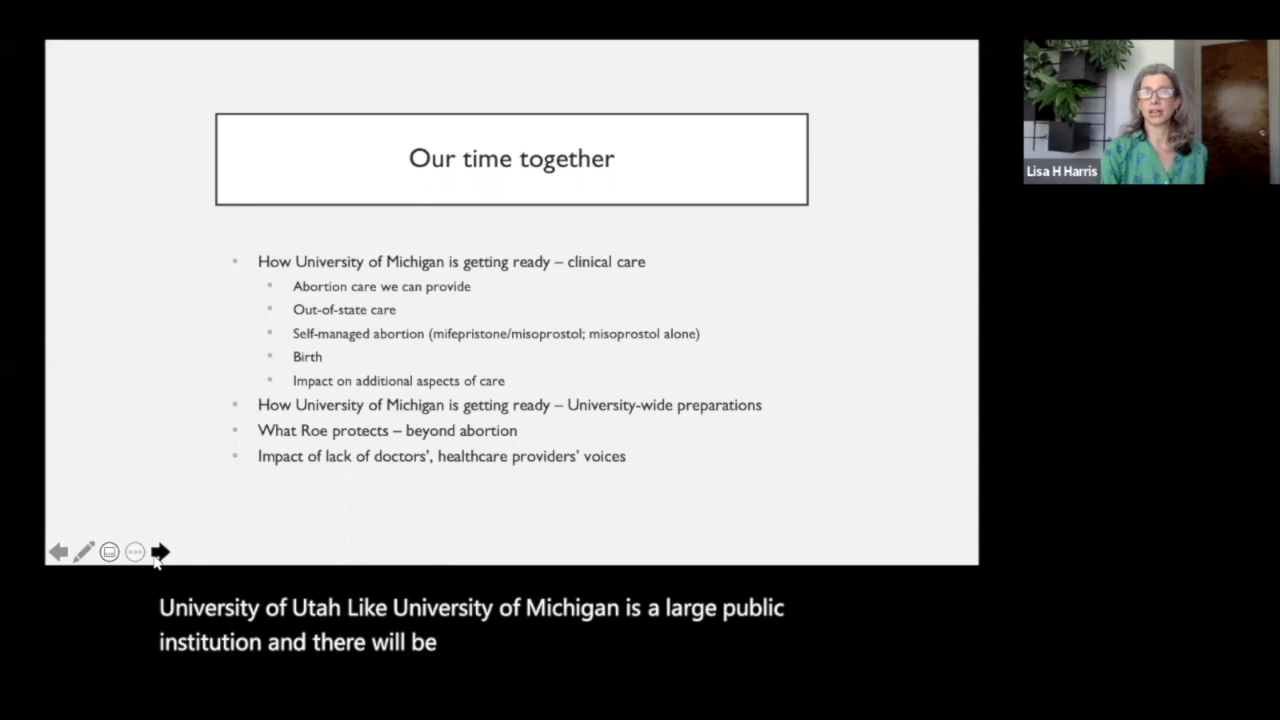 Our time together
How University of Michigan is getting ready – clinical care
Abortion care we can provide
Out-of-state care
Self-managed abortion (mifepristone/misoprostol; misoprostol alone)
Birth
Impact on additional aspects of care
How University of Michigan is getting ready – University-wide preparations
What Roe protects – beyond abortion
Impact of lack of doctors’, healthcare providers’ voices
Lisa H Harris
University of Utah Like University of Michigan is a large public
institution and there will be